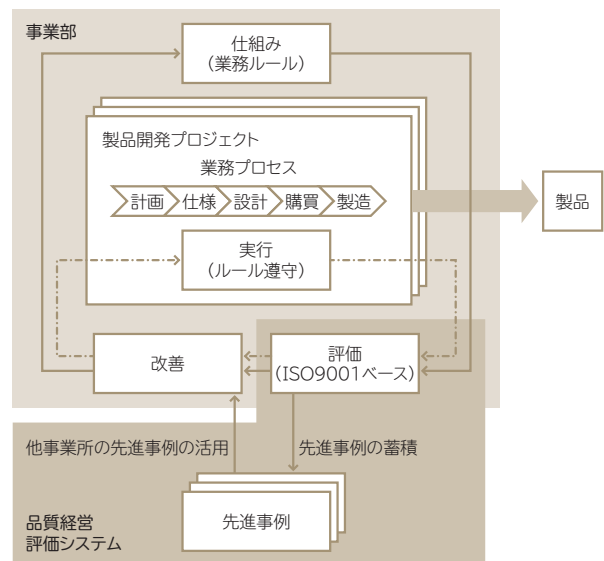 事業部
仕組み
（業務ルール）
製品開発プロジェクト
業務プロセス
計画
仕様
設計
購買
製造
製品
実行
（ルール遵守）
改善
評価
（ISO9001ベース）
他事業所の先進事例の活用
先進事例の蓄積
先進事例
品質経営
評価システム